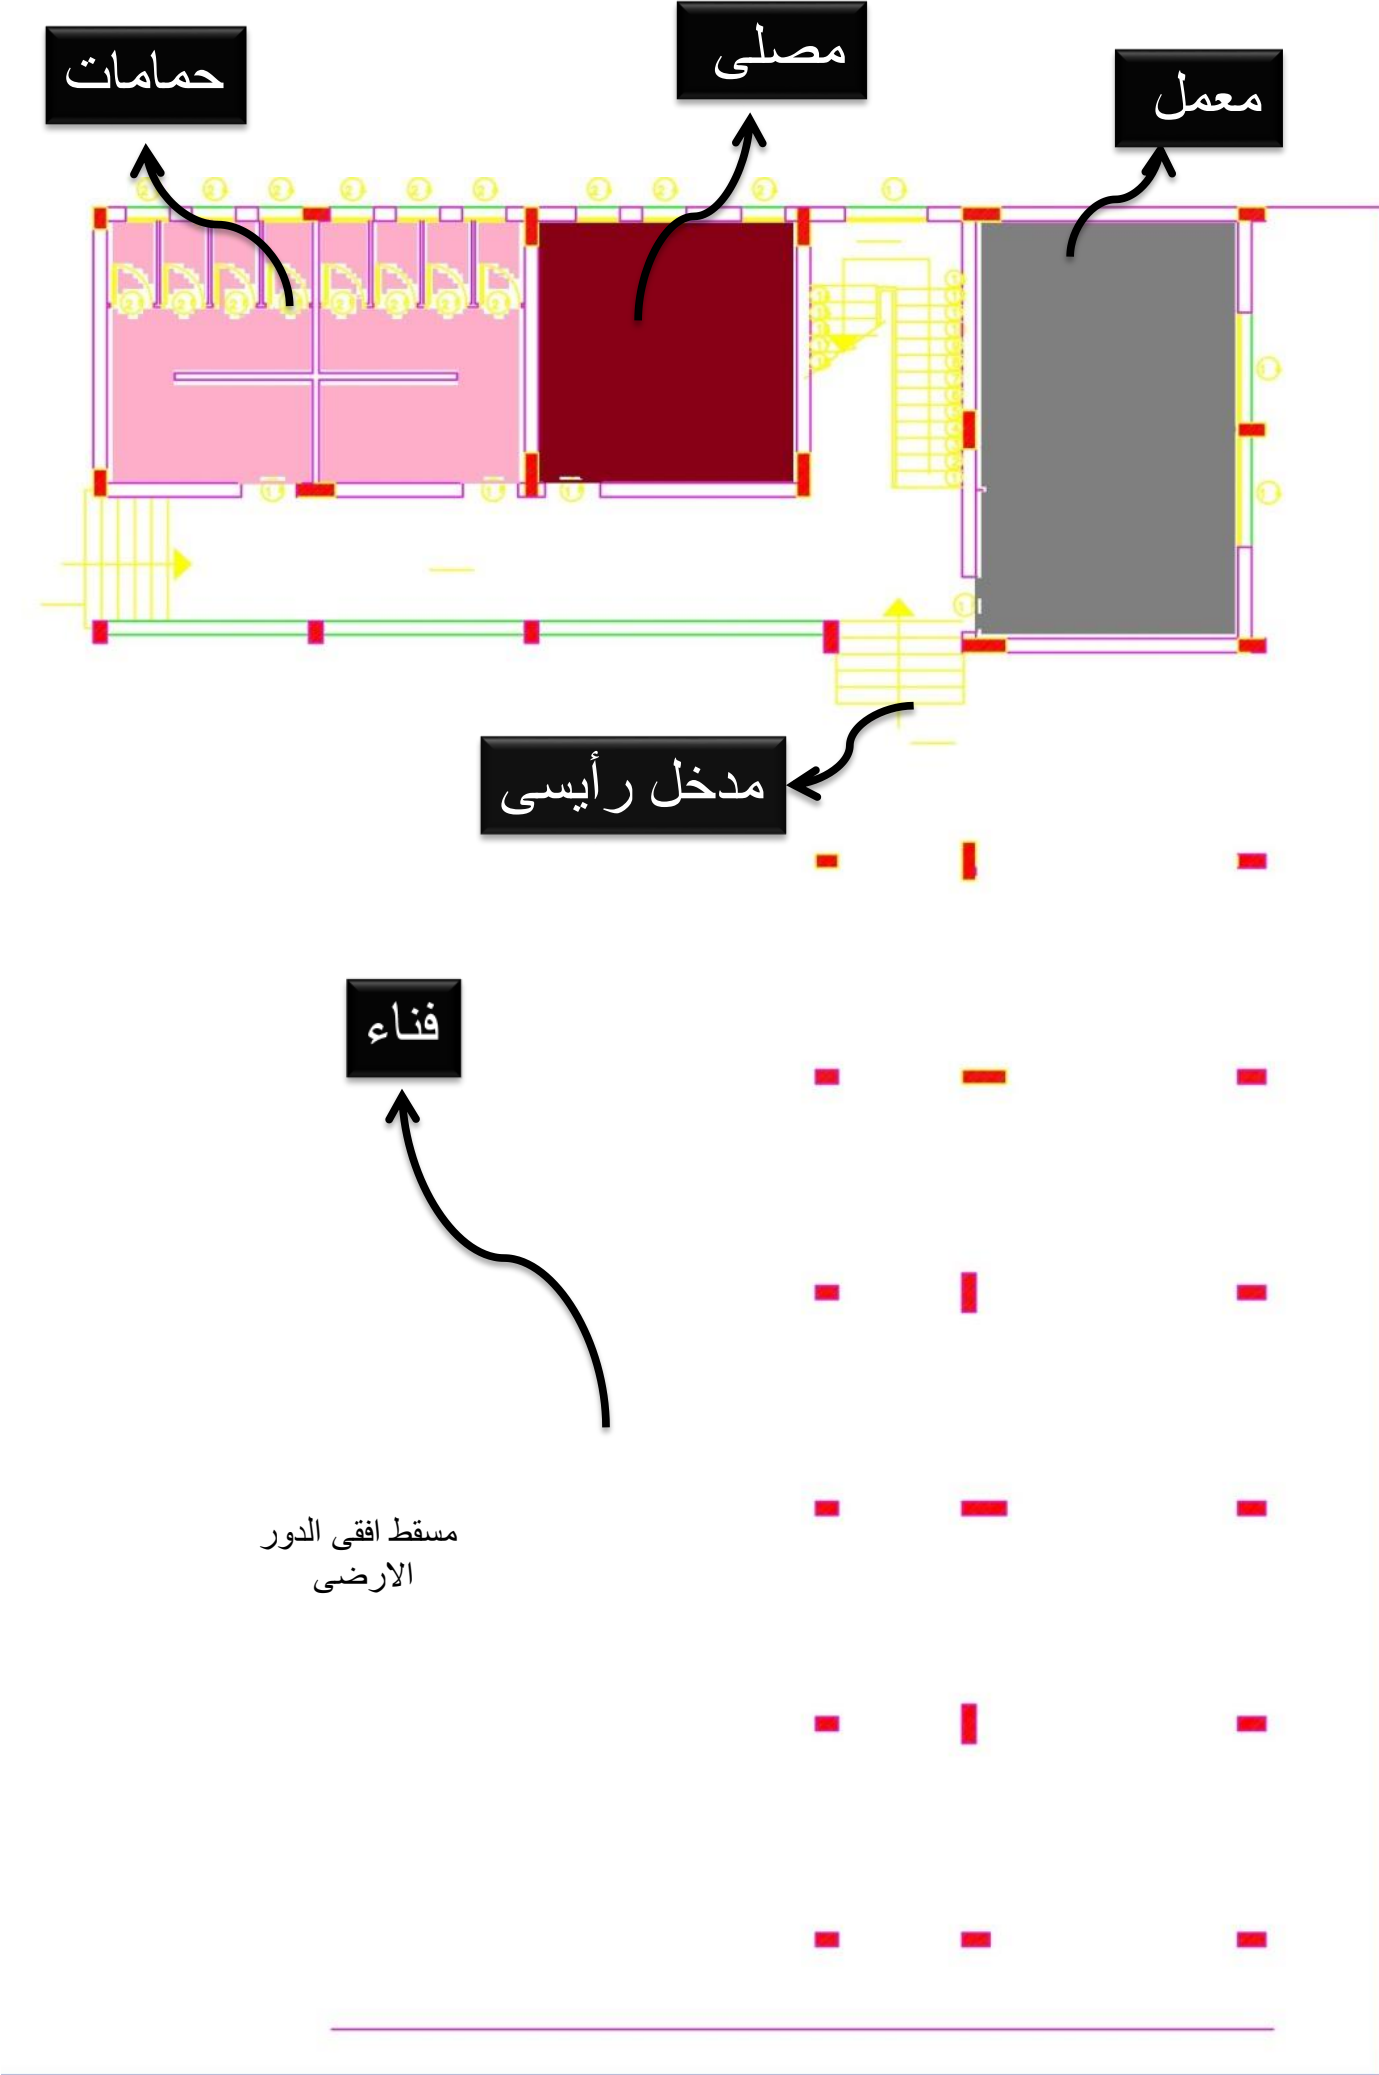 مصلى
حمامات
معمل
مدخل رأيسى
فناء
مسقط افقى الدور
الارضى